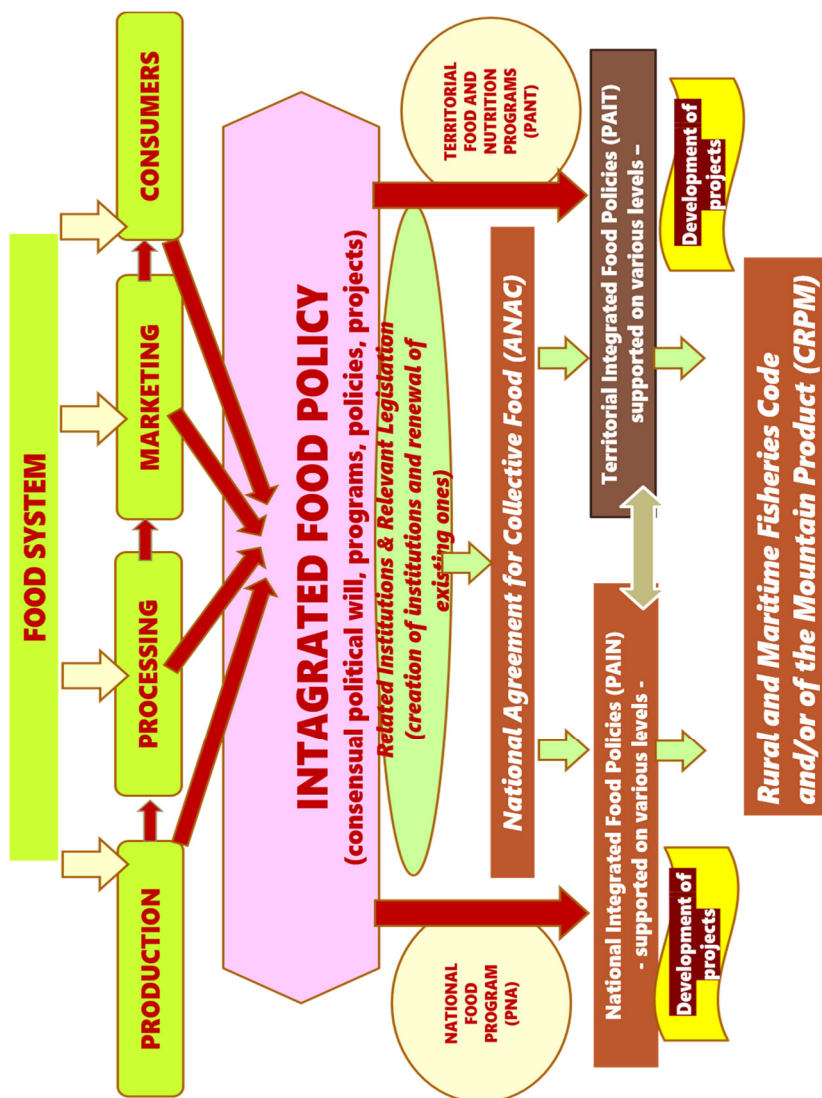 FOOD SYSTEM
PRODUCTION
PROCESSING
MARKETING
CONSUMERS
INTAGRATED FOOD POLICY
(consensual political will, programs, policies, projects)
Related Institutions & Relevant Legislation
(creation of institutions and renewal of
existing ones)
NATIONAL
FOOD
PROGRAM
(PNA)
TERRITORIAL
FOOD AND
NUTRITION
PROGRAMS
(PANT)
National Agreement for Collective Food (ANAC)
National Integrated Food Policies (PAIN)
- supported on various levels -
Territorial Integrated Food Policies (PAIT)
supported on various levels –
Development of
projects
Development of
projects
Rural and Maritime Fisheries Code
and/or of the Mountain Product (CRPM)